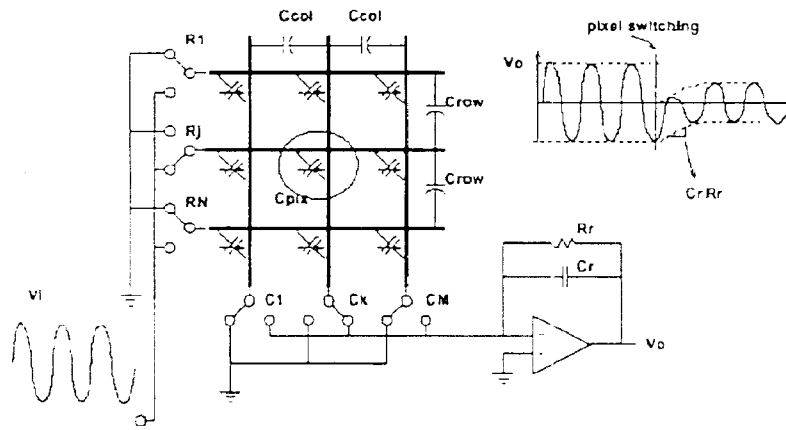 Ccol Ccol
pixel switching
R1
Vo
Crow
Rj
Crow
CrRr
Cpix
RN
Rr
Cr
Vi
C1 Ck CM
Vo